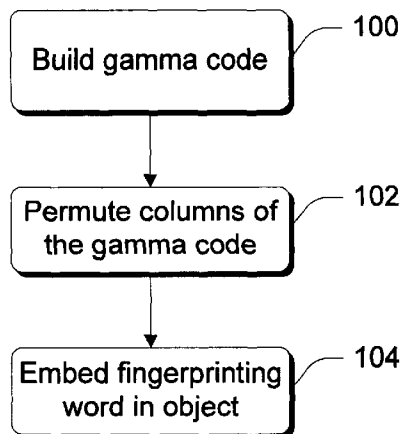 100
Build gamma code
102
Permute columns of
the gamma code
104
Embed fingerprinting
word in object